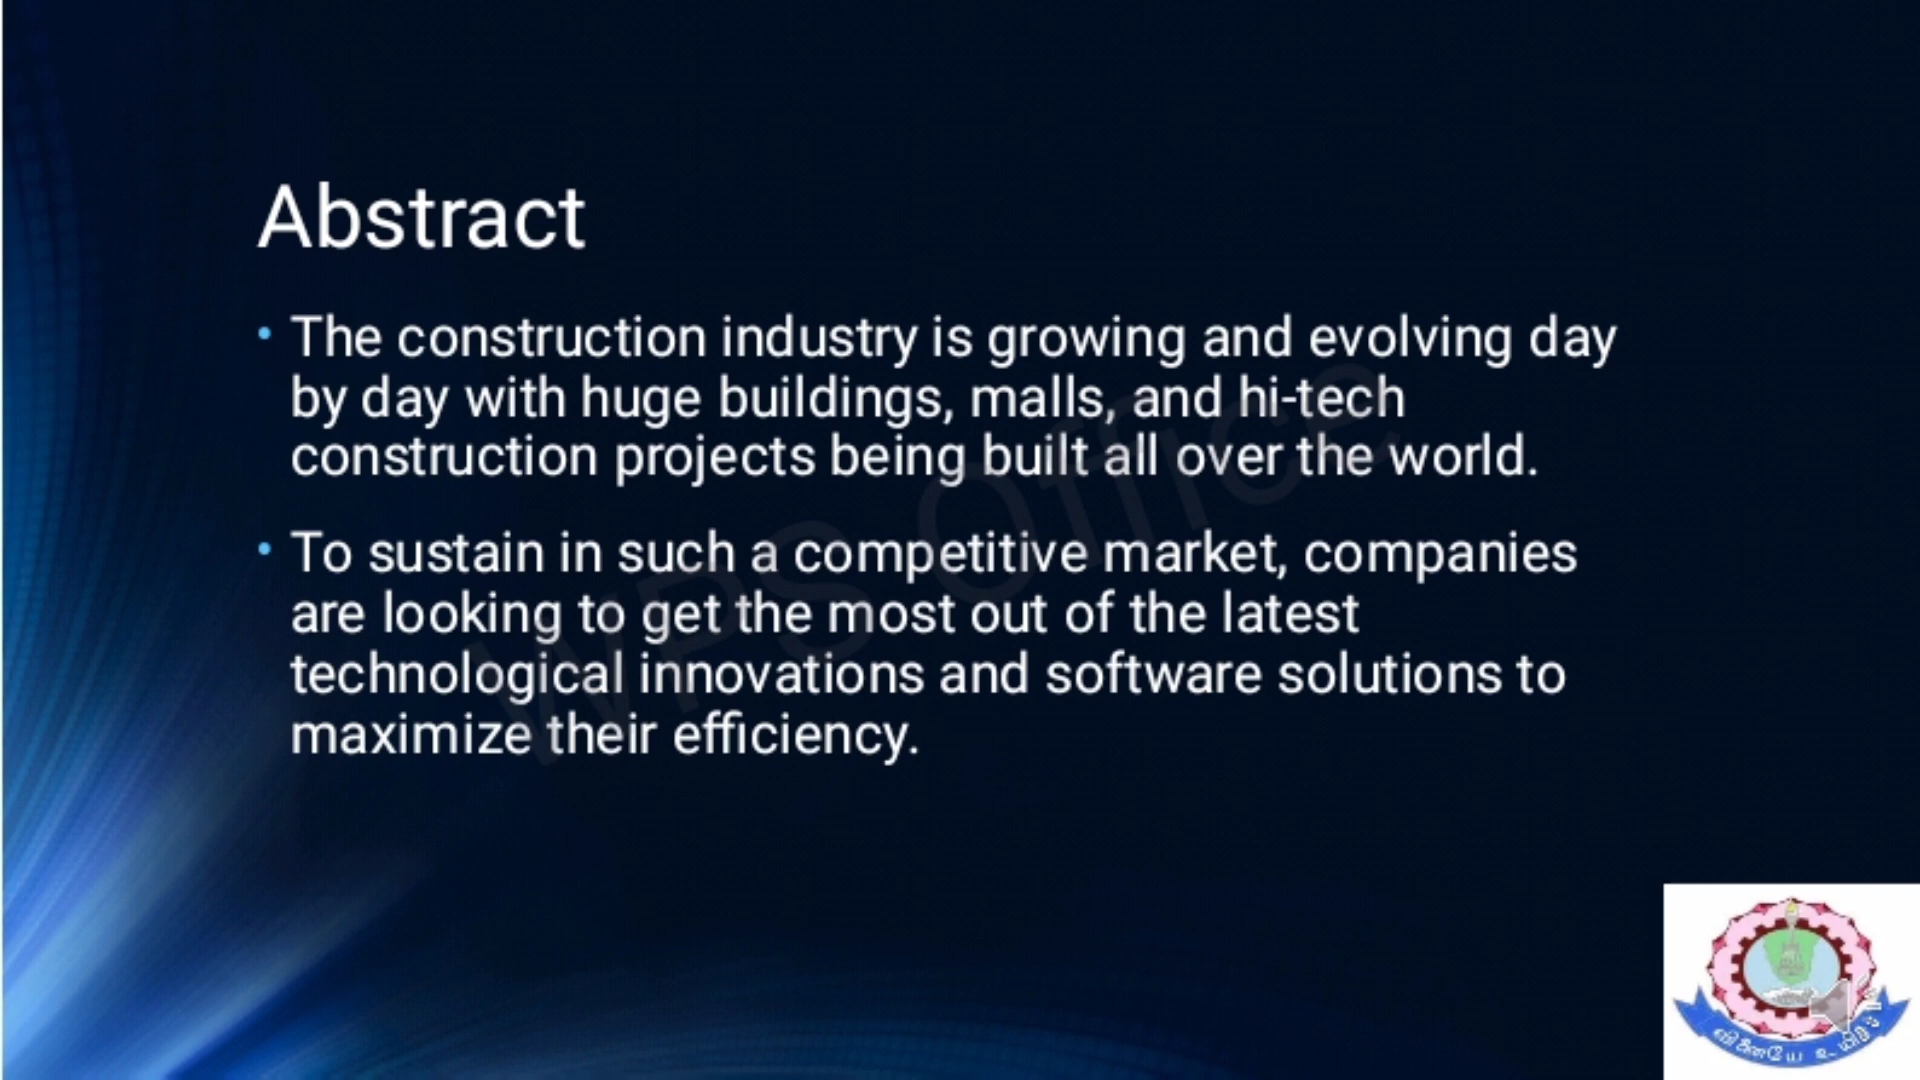 Abstract
• The construction industry is growing and evolving day
by day with huge buildings, malls, and hi-tech
construction projects being built all over the world.
• To sustain in such a competitive market, companies
are looking to get the most out of the latest
technological innovations and software solutions to
maximize their efficiency.
WPS Office